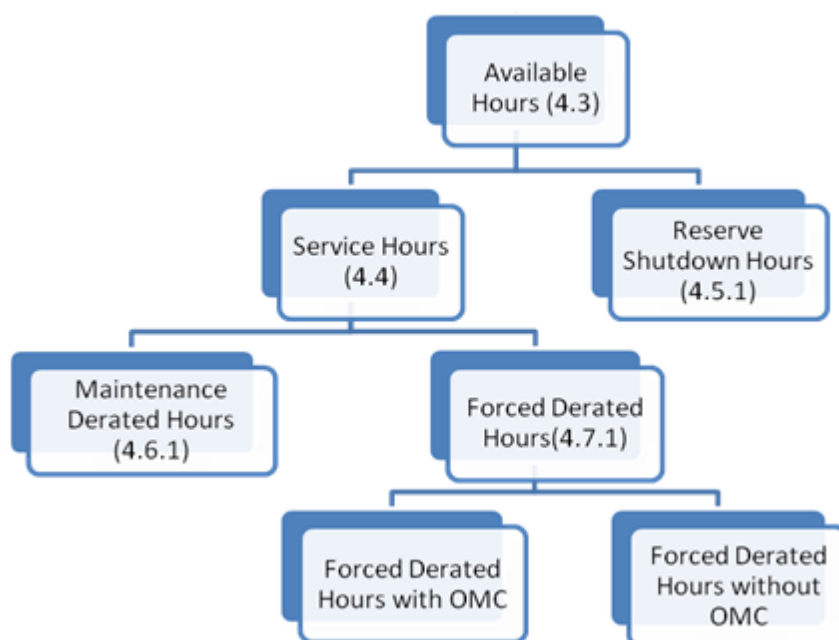 Available
Hours (4.3)
Service Hours
(4.4)
Reserve
Shutdown Hours
(4.5.1)
Maintenance
Derated Hours
(4.6.1)
Forced Derated
Hours(4.7.1)
Forced Derated
Hours with OMC
Forced Derated
Hours without
OMC